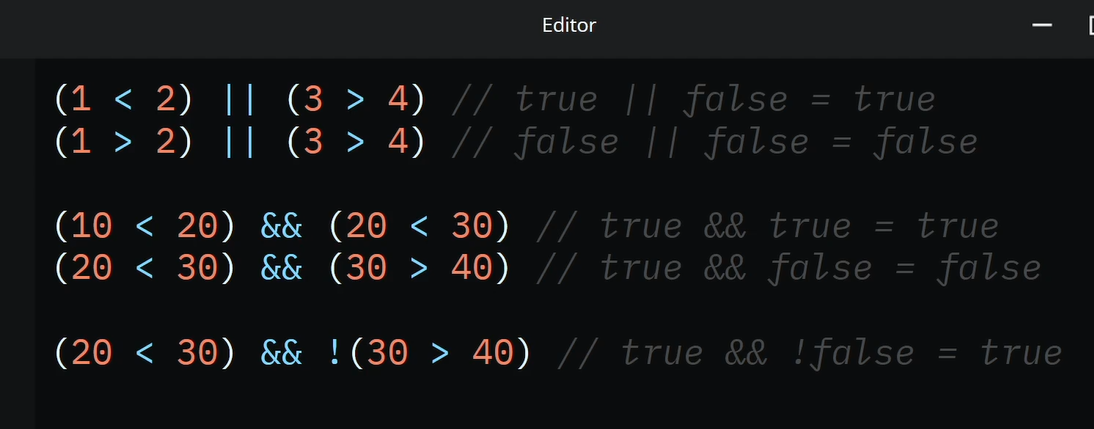 Editor
(1 < 2) || (3 > 4) // true || false = true
(1 > 2) || (3 > 4) // false || false = false
(10 < 20) && (20 < 30) // true && true = true
(20 < 30) && (30 > 40) // true && false = false
(20 < 30) && !(30 > 40) // true && !false = true